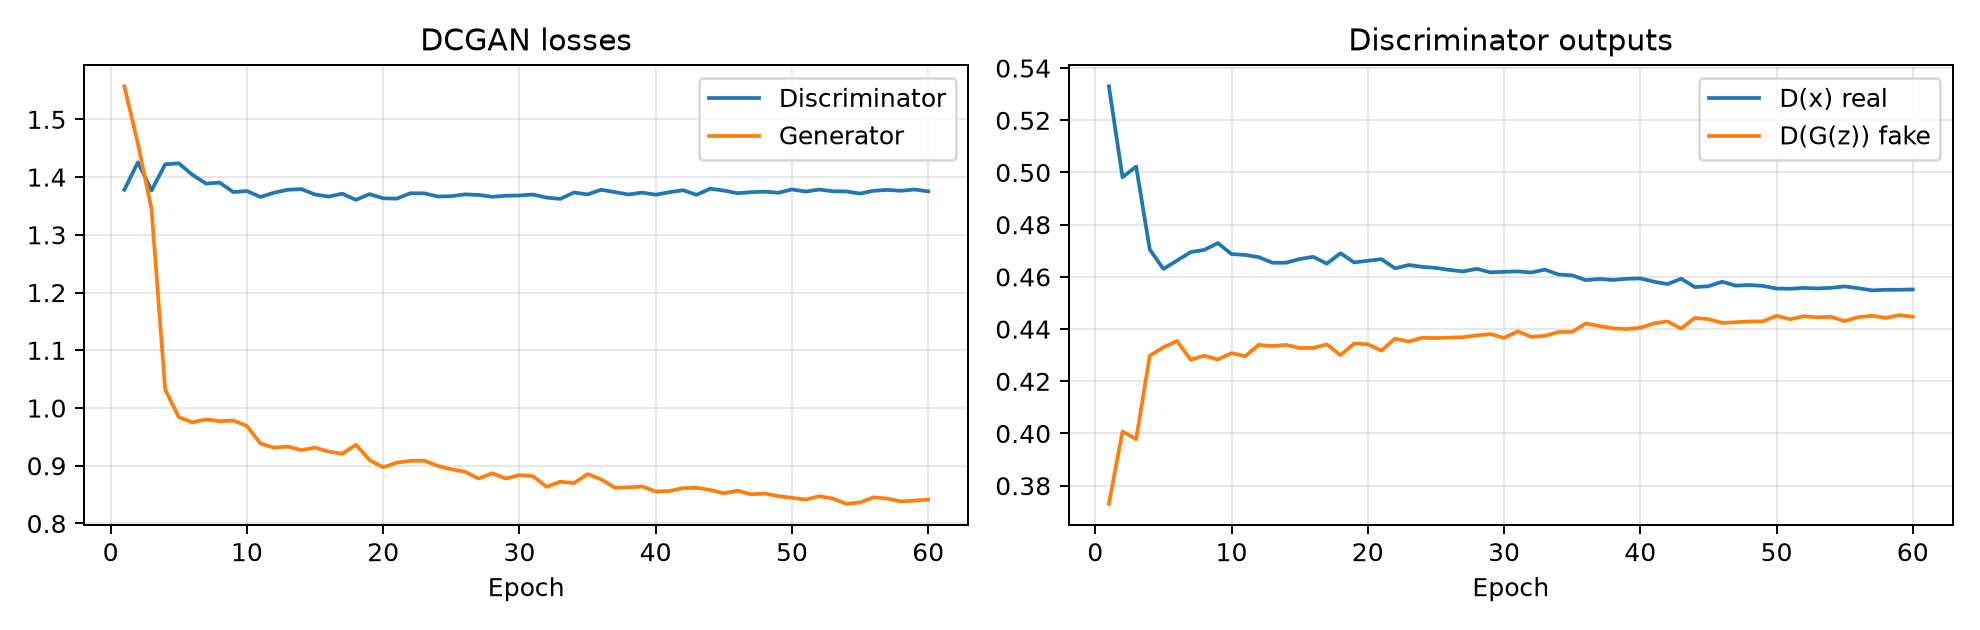 DCGAN losses
Discriminator
Generator
1.5
1.4
1.3
1.2
1.1
1.0
0.9
0.8
0 10 20 30 40 50 60
Epoch
Discriminator outputs
D(x) real
D(G(z)) fake
0.54
0.52
0.50
0.48
0.46
0.44
0.42
0.40
0.38
0 10 20 30 40 50 60
Epoch